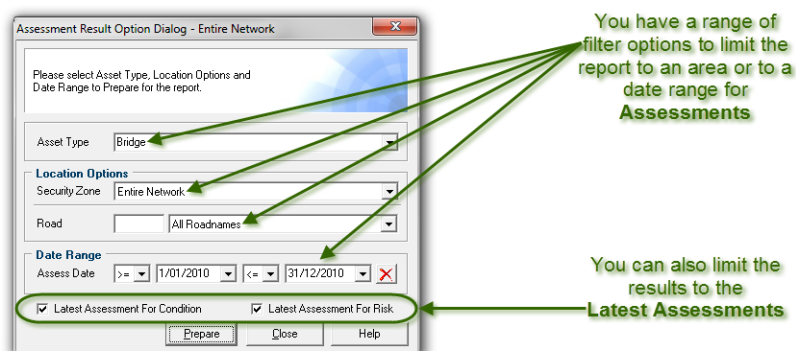 Assessment Result Option Dialog - Entire Network
Please select Asset Type, Location Options and
Date Range to Prepare for the report.
Asset Type Bridge
Location Options
Security Zone Entire Network
Road All Roadnames
Date Range
Assess Date >= 1/01/2010 <= 31/12/2010
Latest Assessment For Condition Latest Assessment For Risk
Prepare Close Help
You have a range of
filter options to limit the
report to an area or to a
date range for
Assessments
You can also limit the
results to the
Latest Assessments